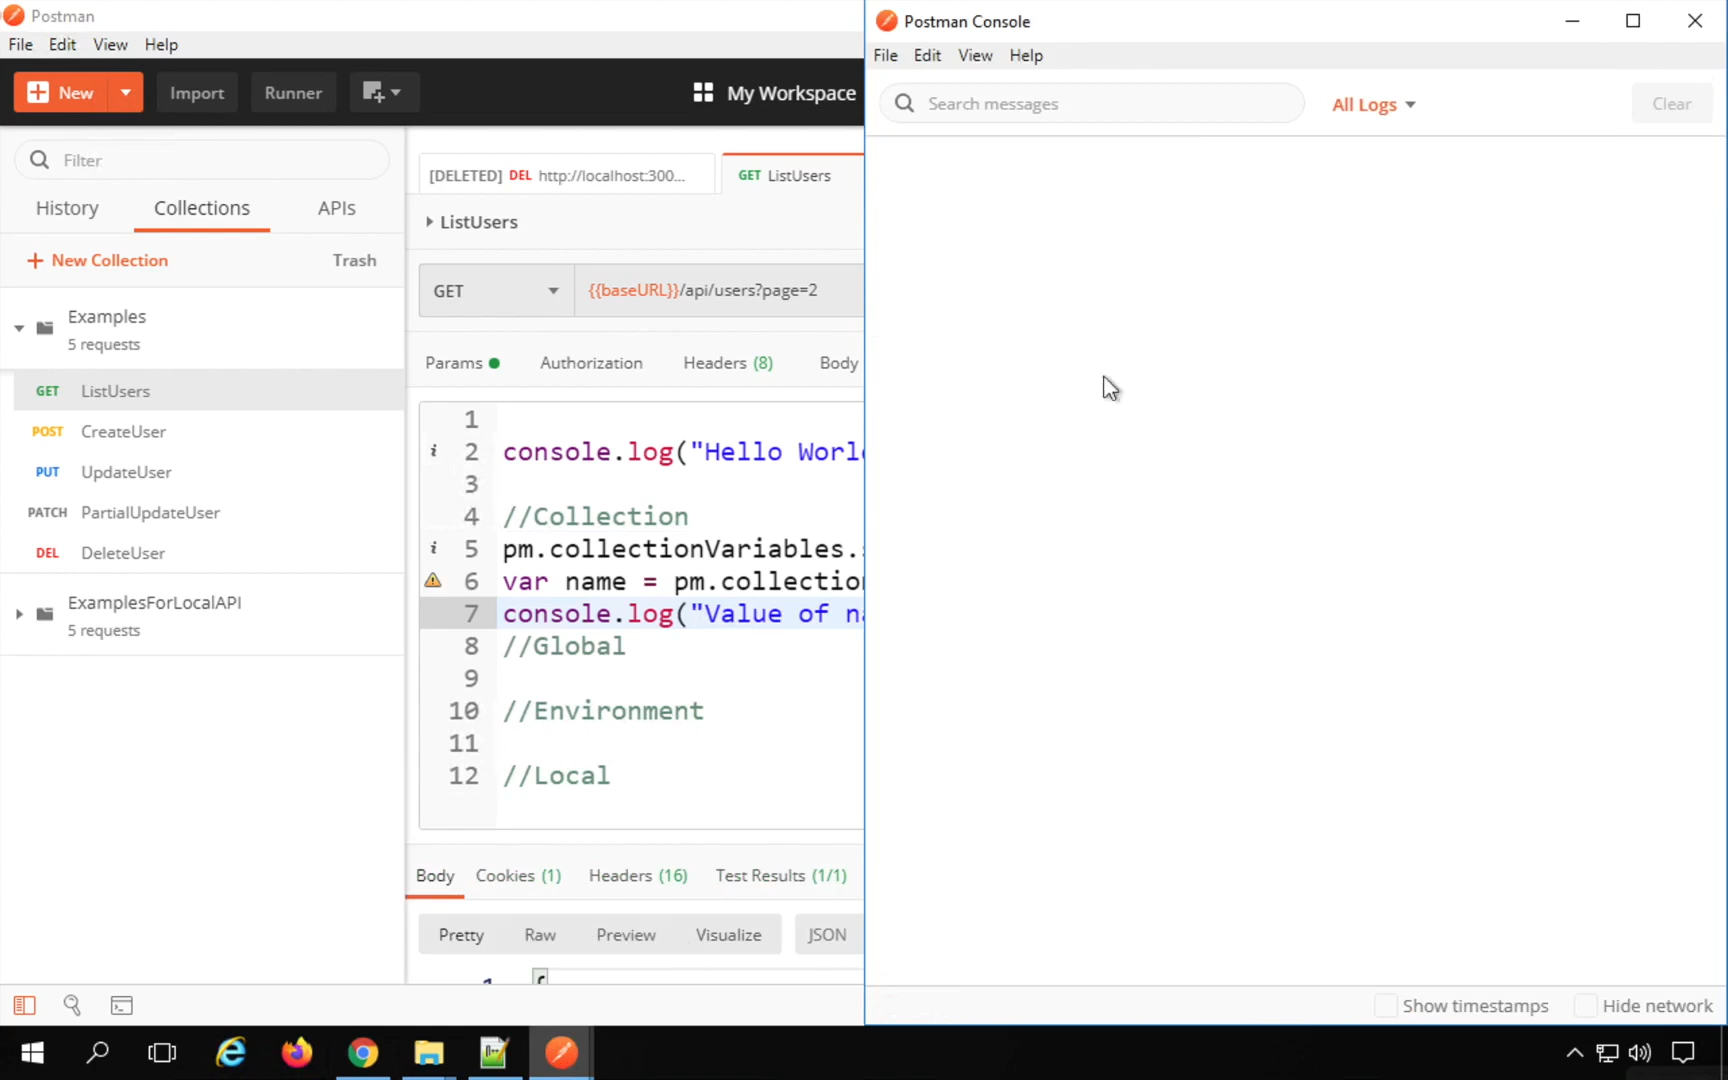 Postman
File Edit View Help
New Import Runner My Workspace
Filter
History Collections APIs
+ New Collection Trash
Examples
5 requests
GET ListUsers
POST CreateUser
PUT UpdateUser
PATCH PartialUpdateUser
DEL DeleteUser
ExamplesForLocalAPI
5 requests
[DELETED] DEL http://localhost:300... GET ListUsers
ListUsers
GET {{baseURL}}/api/users?page=2
Params Authorization Headers (8) Body
1
2 console.log("Hello Worl
3
4 //Collection
5 pm.collectionVariables.
6 var name = pm.collectio
7 console.log("Value of n
8 //Global
9
10 //Environment
11
12 //Local
Body Cookies (1) Headers (16) Test Results (1/1)
Pretty Raw Preview Visualize JSON
1 {
Postman Console
File Edit View Help
Search messages All Logs Clear
Show timestamps Hide network